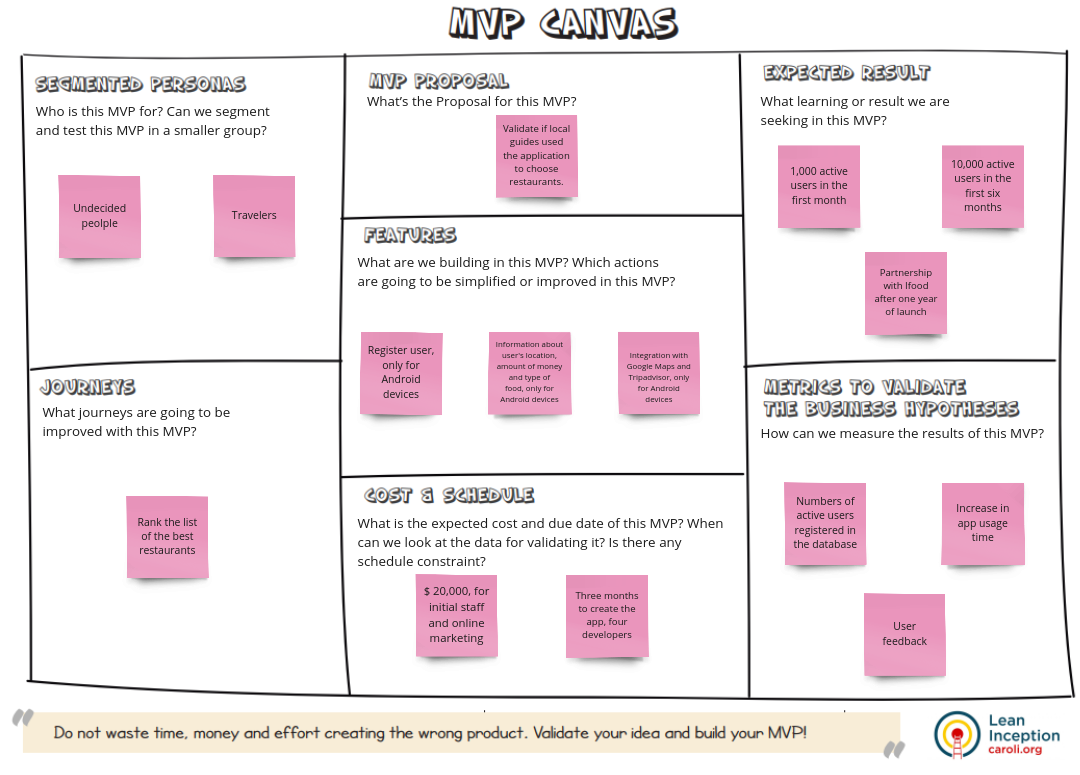 MVP CANVAS
SEGMENTED PERSONAS
Who is this MVP for? Can we segment
and test this MVP in a smaller group?
Undecided
peolple
Travelers
JOURNEYS
What journeys are going to be
improved with this MVP?
Rank the list
of the best
restaurants
MVP PROPOSAL
What's the Proposal for this MVP?
Validate if local
guides used
the application
to choose
restaurants.
FEATURES
What are we building in this MVP? Which actions
are going to be simplified or improved in this MVP?
Register user,
only for
Android
devices
Information about
user's location,
amount of money
and type of
food, only for
Android devices
Integration with
Google Maps and
Tripadvisor, only
for Android
devices
COST & SCHEDULE
What is the expected cost and due date of this MVP? When
can we look at the data for validating it? Is there any
schedule constraint?
$ 20,000, for
initial staff
and online
marketing
Three months
to create the
app, four
developers
EXPECTED RESULT
What learning or result we are
seeking in this MVP?
1,000 active
users in the
first month
10,000 active
users in the
first six
months
Partnership
with Ifood
after one year
of launch
METRICS TO VALIDATE
THE BUSINESS HYPOTHESES
How can we measure the results of this MVP?
Numbers of
active users
registered in
the database
Increase in
app usage
time
User
feedback
" Do not waste time, money and effort creating the wrong product. Validate your idea and build your MVP! "
Lean
Inception
caroli.org